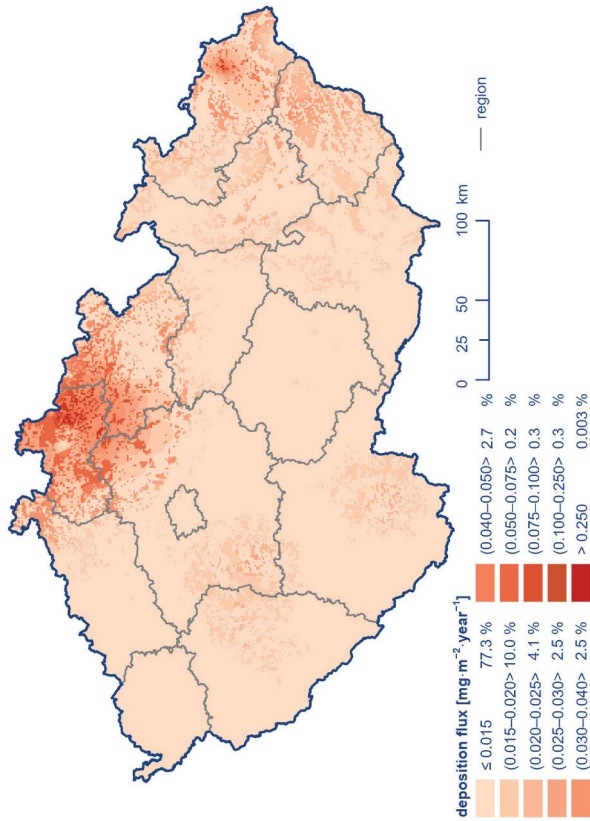 deposition flux [mg·m⁻²·year⁻¹]
≤ 0.015 77.3 %
(0.015–0.020> 10.0 %
(0.020–0.025> 4.1 %
(0.025–0.030> 2.5 %
(0.030–0.040> 2.5 %
(0.040–0.050> 2.7 %
(0.050–0.075> 0.2 %
(0.075–0.100> 0.3 %
(0.100–0.250> 0.3 %
> 0.250 0.003 %
0 25 50 100 km
region